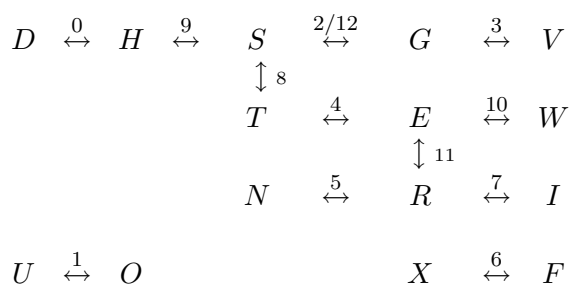 D ↔0 H ↔9 S ↔2/12 G ↔3 V
↕ 8
T ↔4 E ↔10 W
↕ 11
N ↔5 R ↔7 I
U ↔1 O X ↔6 F